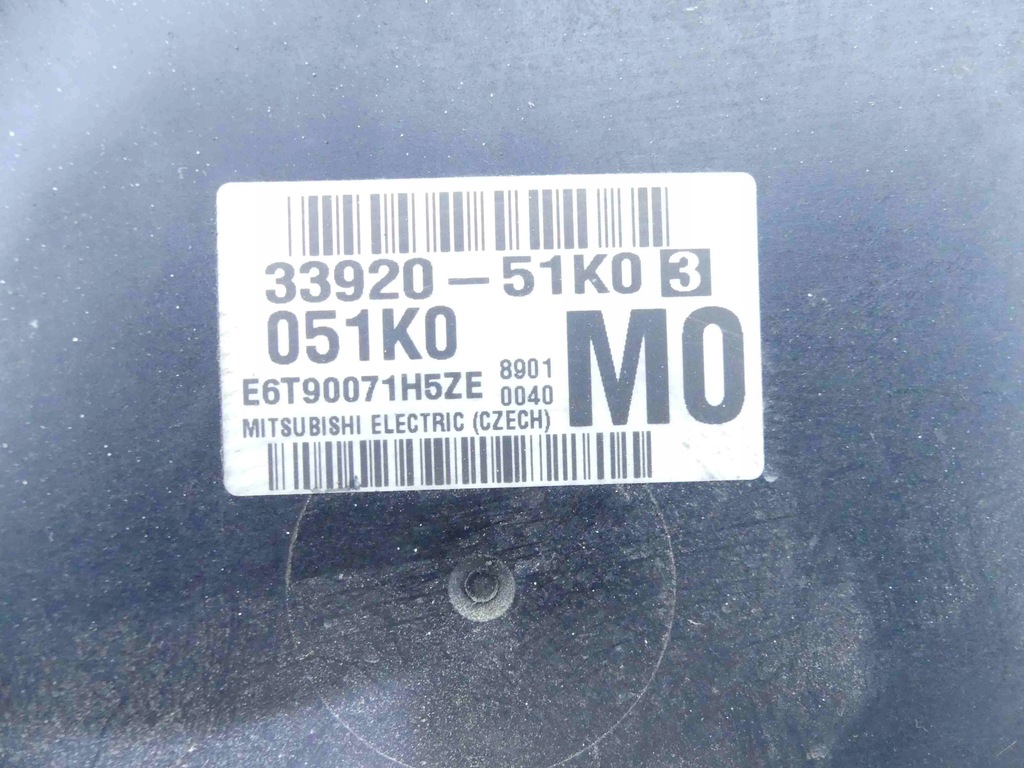 33920-51K0 3
051K0
E6T90071H5ZE 8901 0040
M0
MITSUBISHI ELECTRIC (CZECH)